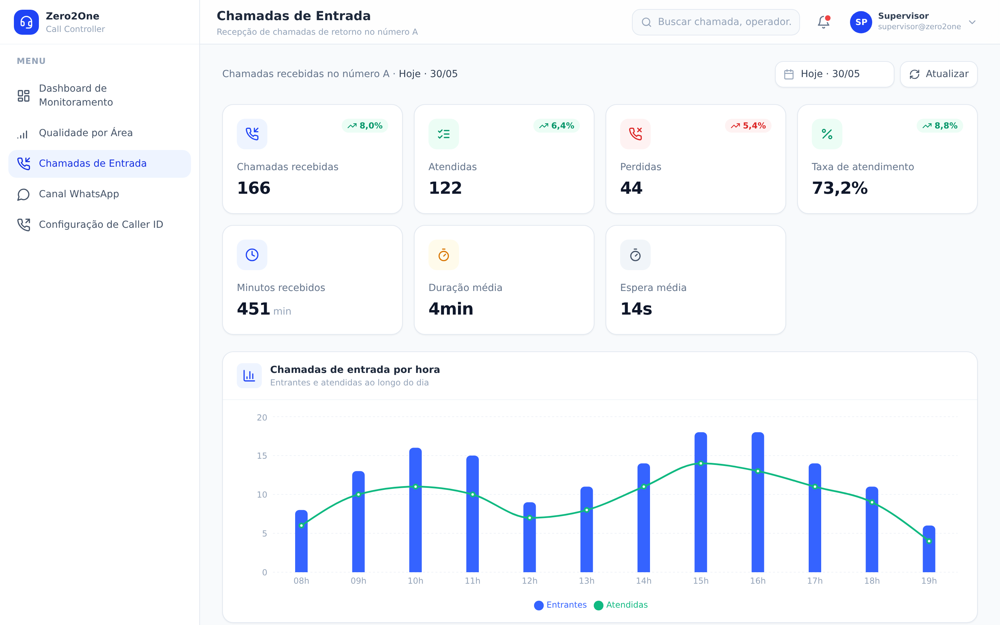 Zero2One
Call Controller
MENU
Dashboard de
Monitoramento
Qualidade por Área
Chamadas de Entrada
Canal WhatsApp
Configuração de Caller ID
Chamadas de Entrada
Recepção de chamadas de retorno no número A
Buscar chamada, operador.
SP
Supervisor
supervisor@zero2one
Chamadas recebidas no número A · Hoje · 30/05
Hoje · 30/05
Atualizar
8,0%
Chamadas recebidas
166
6,4%
Atendidas
122
5,4%
Perdidas
44
8,8%
Taxa de atendimento
73,2%
Minutos recebidos
451 min
Duração média
4min
Espera média
14s
Chamadas de entrada por hora
Entrantes e atendidas ao longo do dia
20
15
10
5
0
08h 09h 10h 11h 12h 13h 14h 15h 16h 17h 18h 19h
Entrantes Atendidas